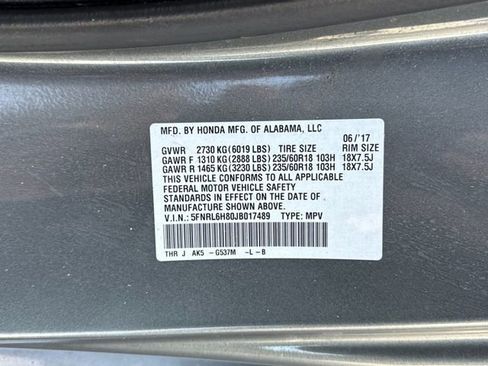 MFD. BY HONDA MFG. OF ALABAMA, LLC 06/'17
GVWR 2730 KG (6019 LBS) TIRE SIZE RIM SIZE
GAWR F 1310 KG (2888 LBS) 235/60R18 103H 18X7.5J
GAWR R 1465 KG (3230 LBS) 235/60R18 103H 18X7.5J
THIS VEHICLE CONFORMS TO ALL APPLICABLE
FEDERAL MOTOR VEHICLE SAFETY
STANDARDS IN EFFECT ON THE DATE OF
MANUFACTURE SHOWN ABOVE.
V.I.N.: 5FNRL6H80JB017489 TYPE: MPV
THR J AK5 -G537M -L -B